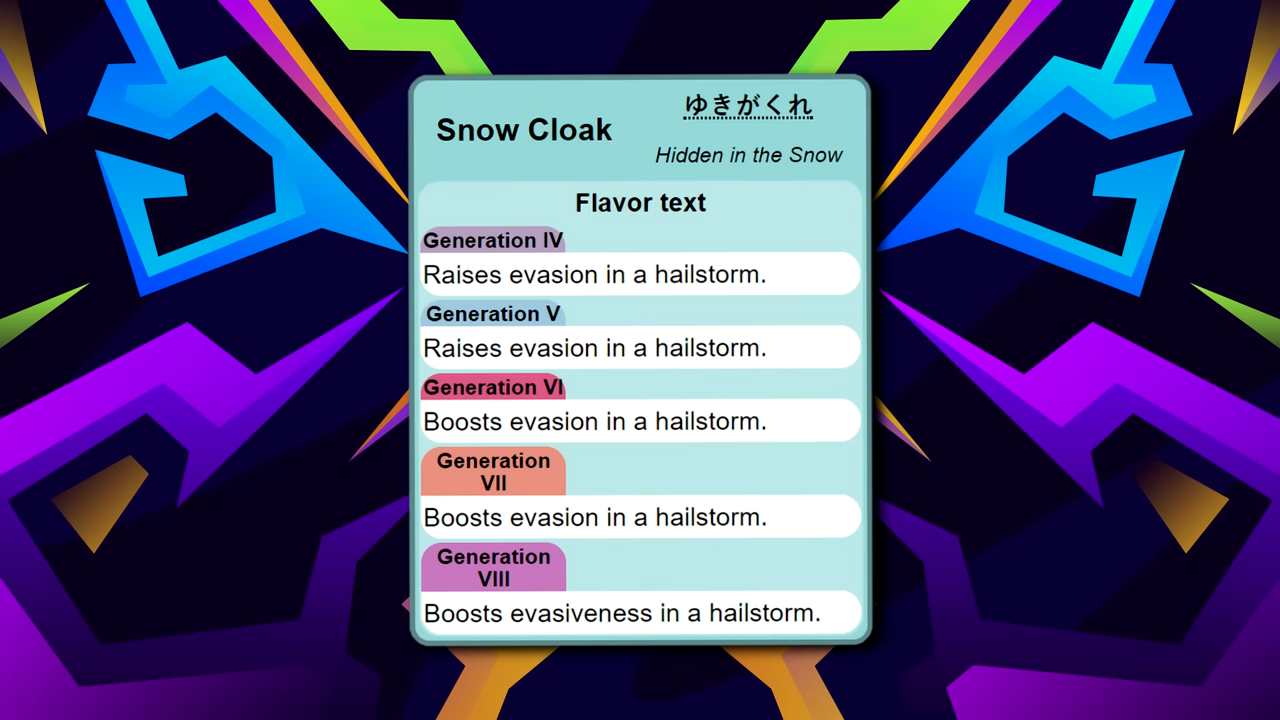 Snow Cloak
ゆきがくれ
Hidden in the Snow
Flavor text
Generation IV
Raises evasion in a hailstorm.
Generation V
Raises evasion in a hailstorm.
Generation VI
Boosts evasion in a hailstorm.
Generation
VII
Boosts evasion in a hailstorm.
Generation
VIII
Boosts evasiveness in a hailstorm.